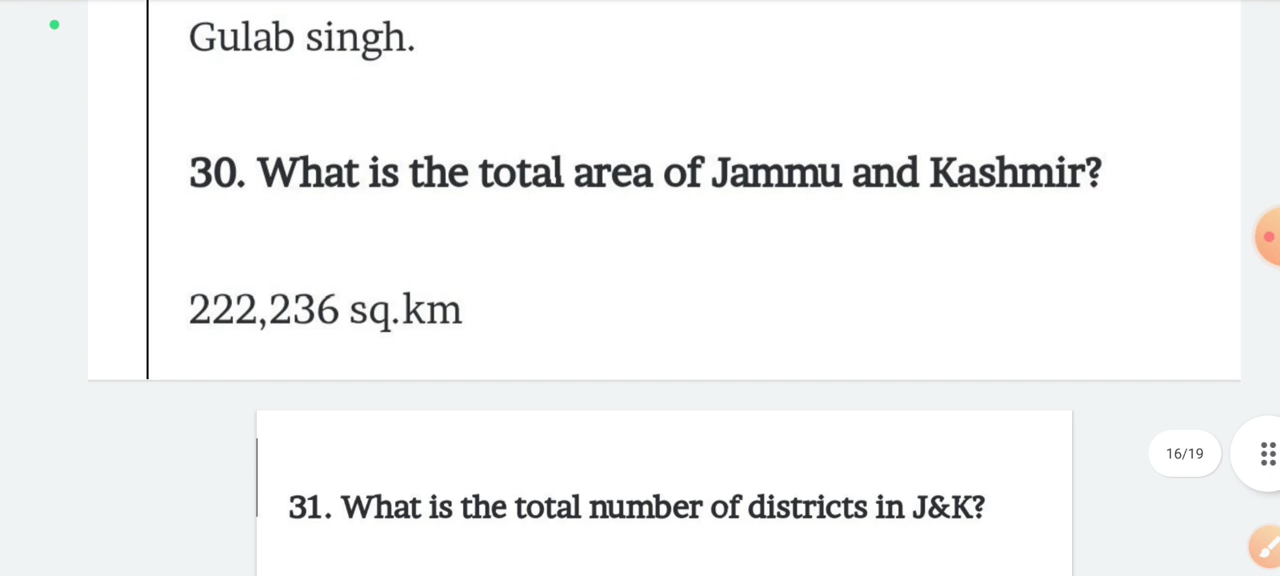 Gulab singh.
30. What is the total area of Jammu and Kashmir?
222,236 sq.km
16/19
31. What is the total number of districts in J&K?